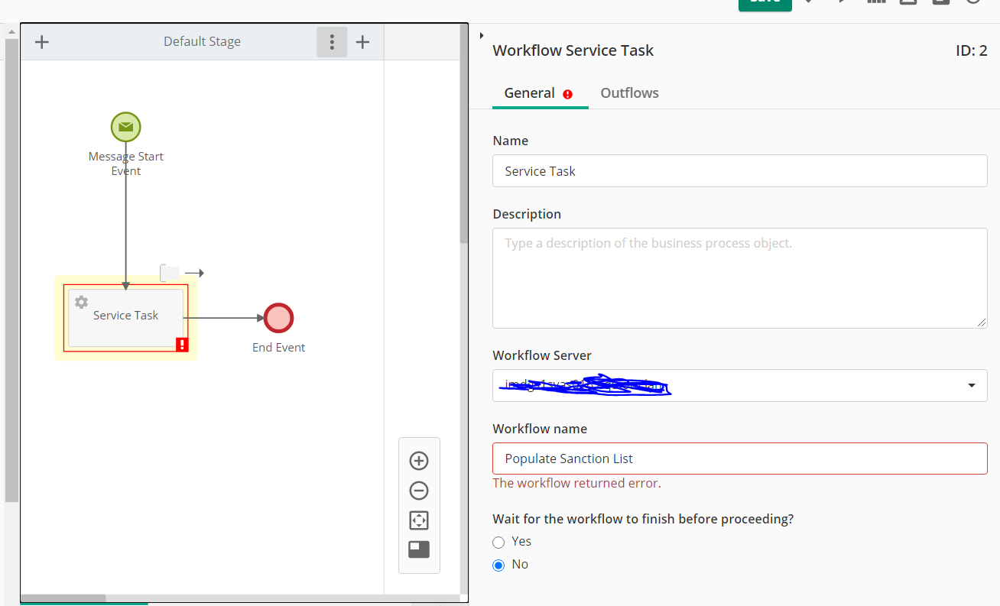 Save
Default Stage
Message Start
Event
Service Task
End Event
Workflow Service Task
ID: 2
General
Outflows
Name
Service Task
Description
Type a description of the business process object.
Workflow Server
Workflow name
Populate Sanction List
The workflow returned error.
Wait for the workflow to finish before proceeding?
Yes
No